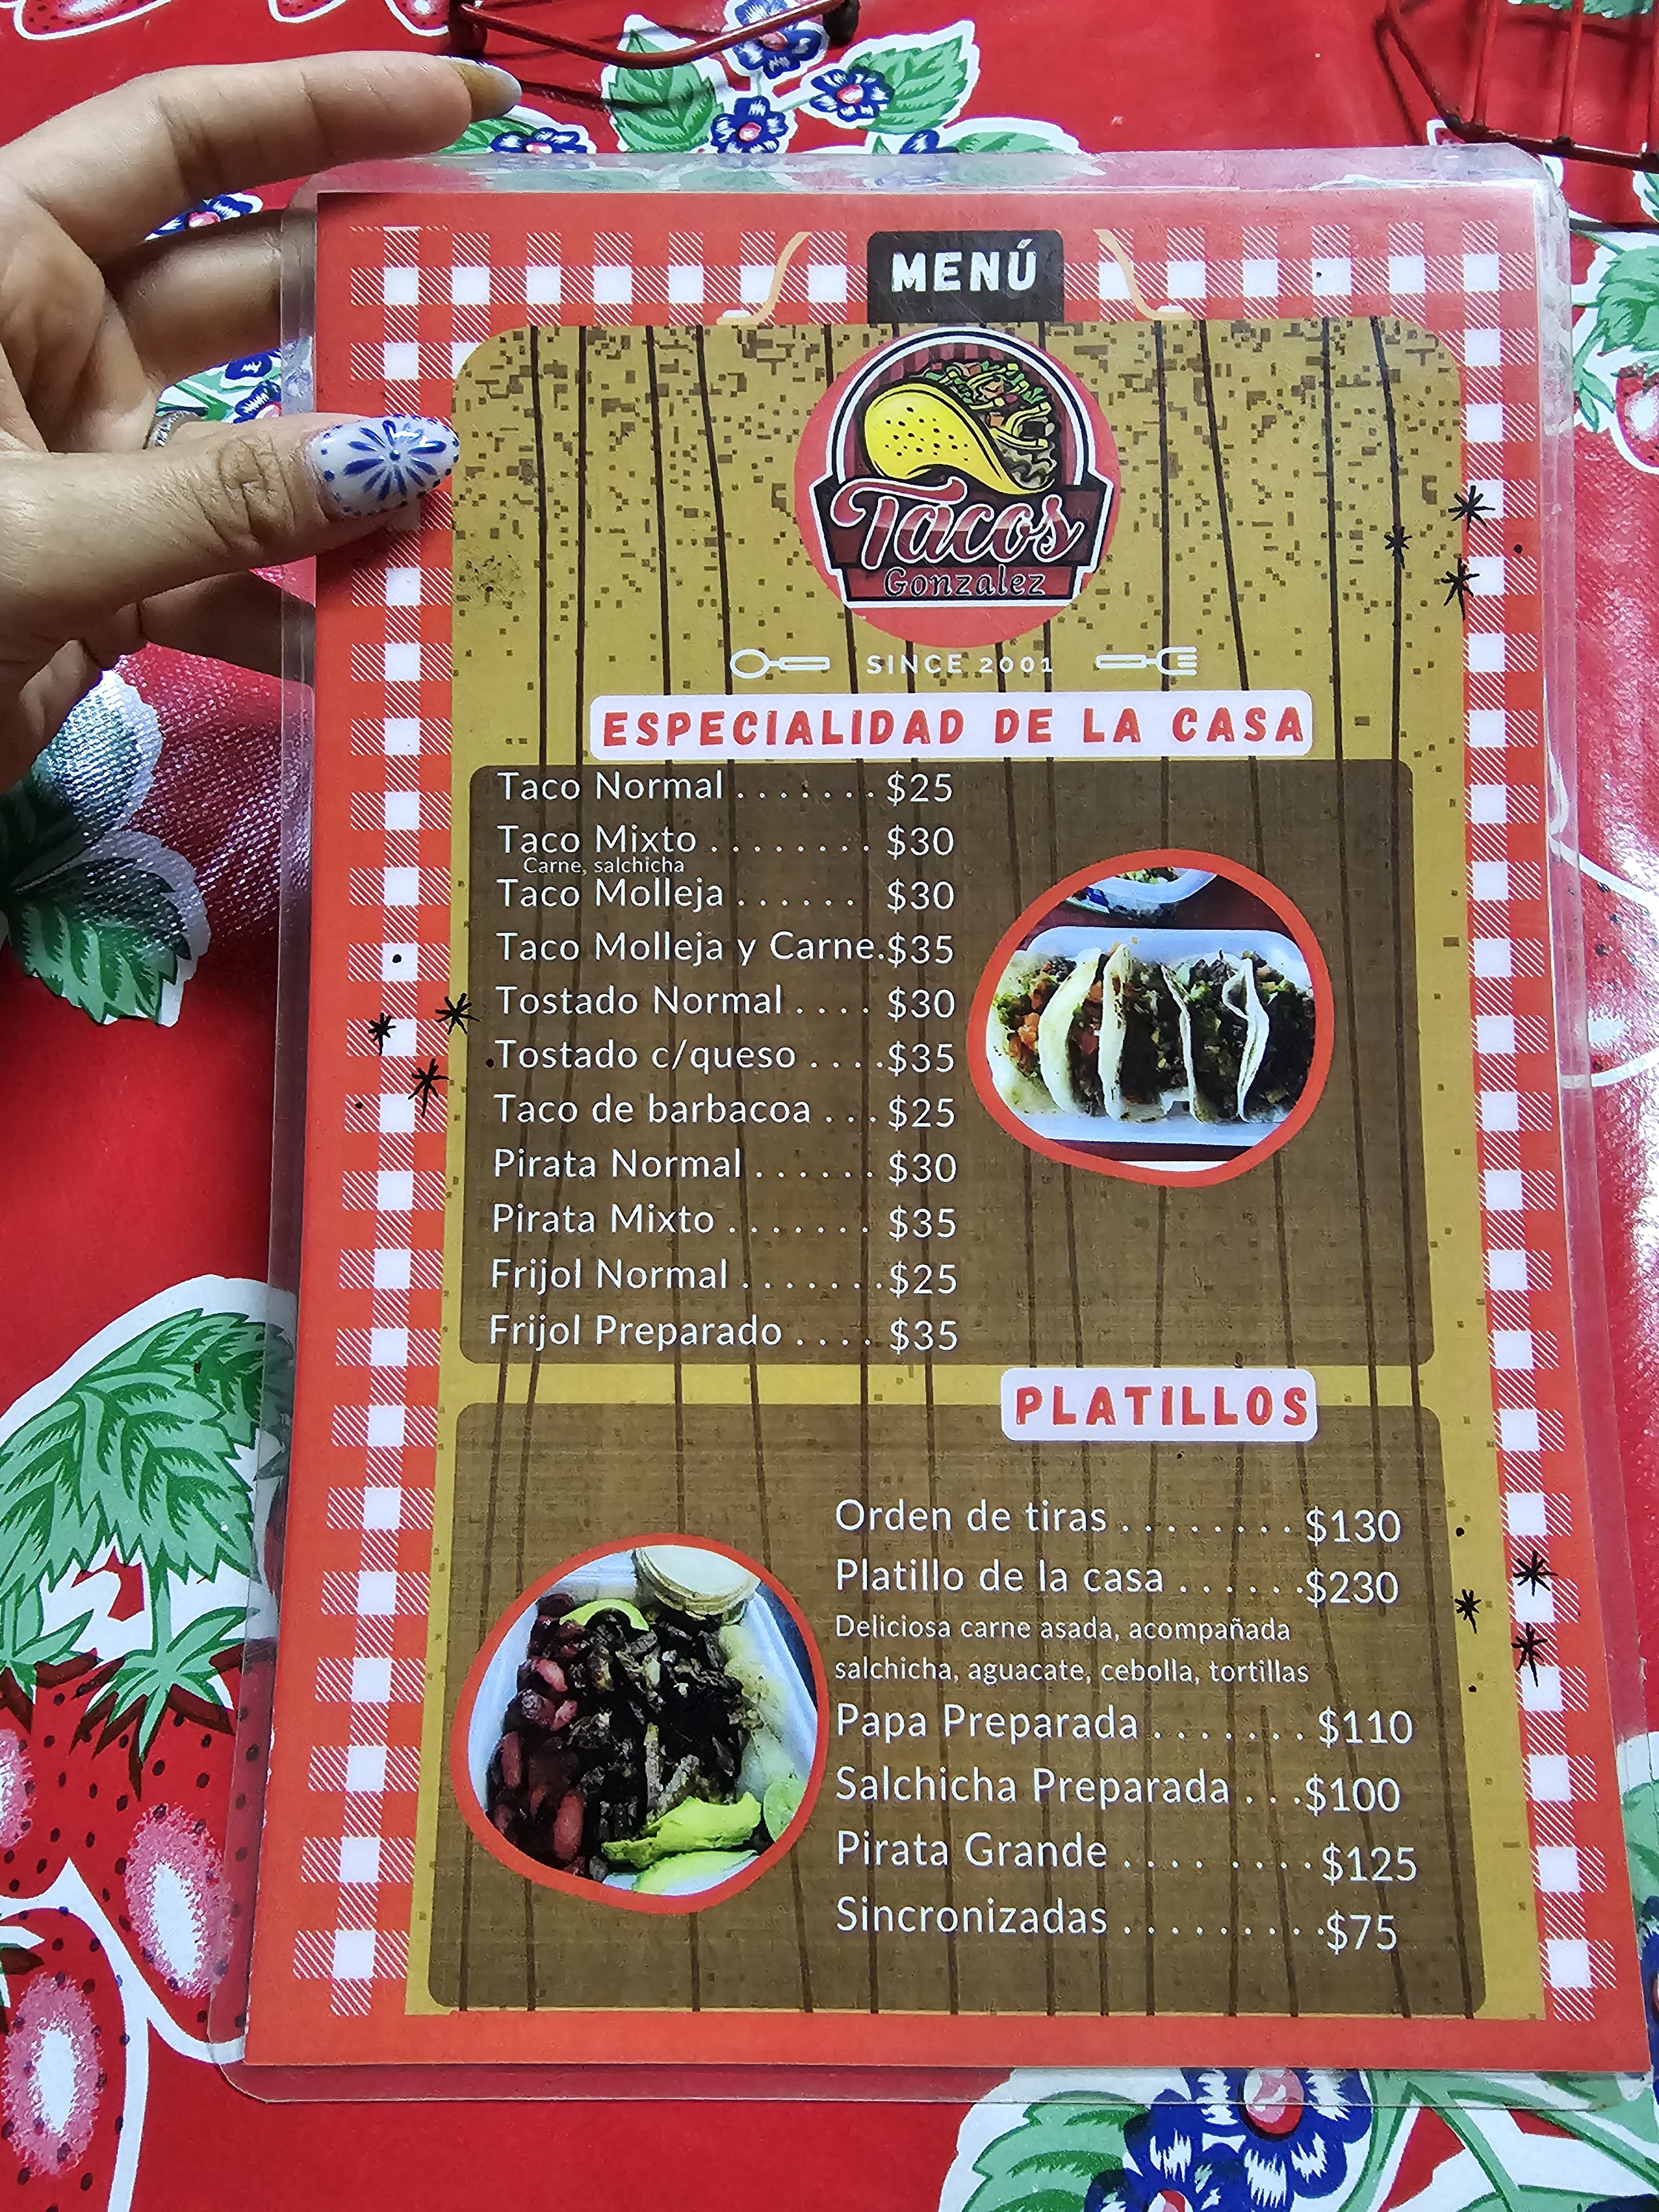 MENÚ
Tacos
Gonzalez
SINCE 2001
ESPECIALIDAD DE LA CASA
Taco Normal . . . . . . . $25
Taco Mixto . . . . . . . . $30
Carne, salchicha
Taco Molleja . . . . . . $30
Taco Molleja y Carne.$35
Tostado Normal . . . . $30
Tostado c/queso . . . .$35
Taco de barbacoa . . . $25
Pirata Normal . . . . . . $30
Pirata Mixto . . . . . . . $35
Frijol Normal . . . . . . .$25
Frijol Preparado . . . . $35
PLATILLOS
Orden de tiras . . . . . . . . $130
Platillo de la casa . . . . . .$230
Deliciosa carne asada, acompañada
salchicha, aguacate, cebolla, tortillas
Papa Preparada . . . . . . . $110
Salchicha Preparada . . .$100
Pirata Grande . . . . . . . .$125
Sincronizadas . . . . . . . . .$75